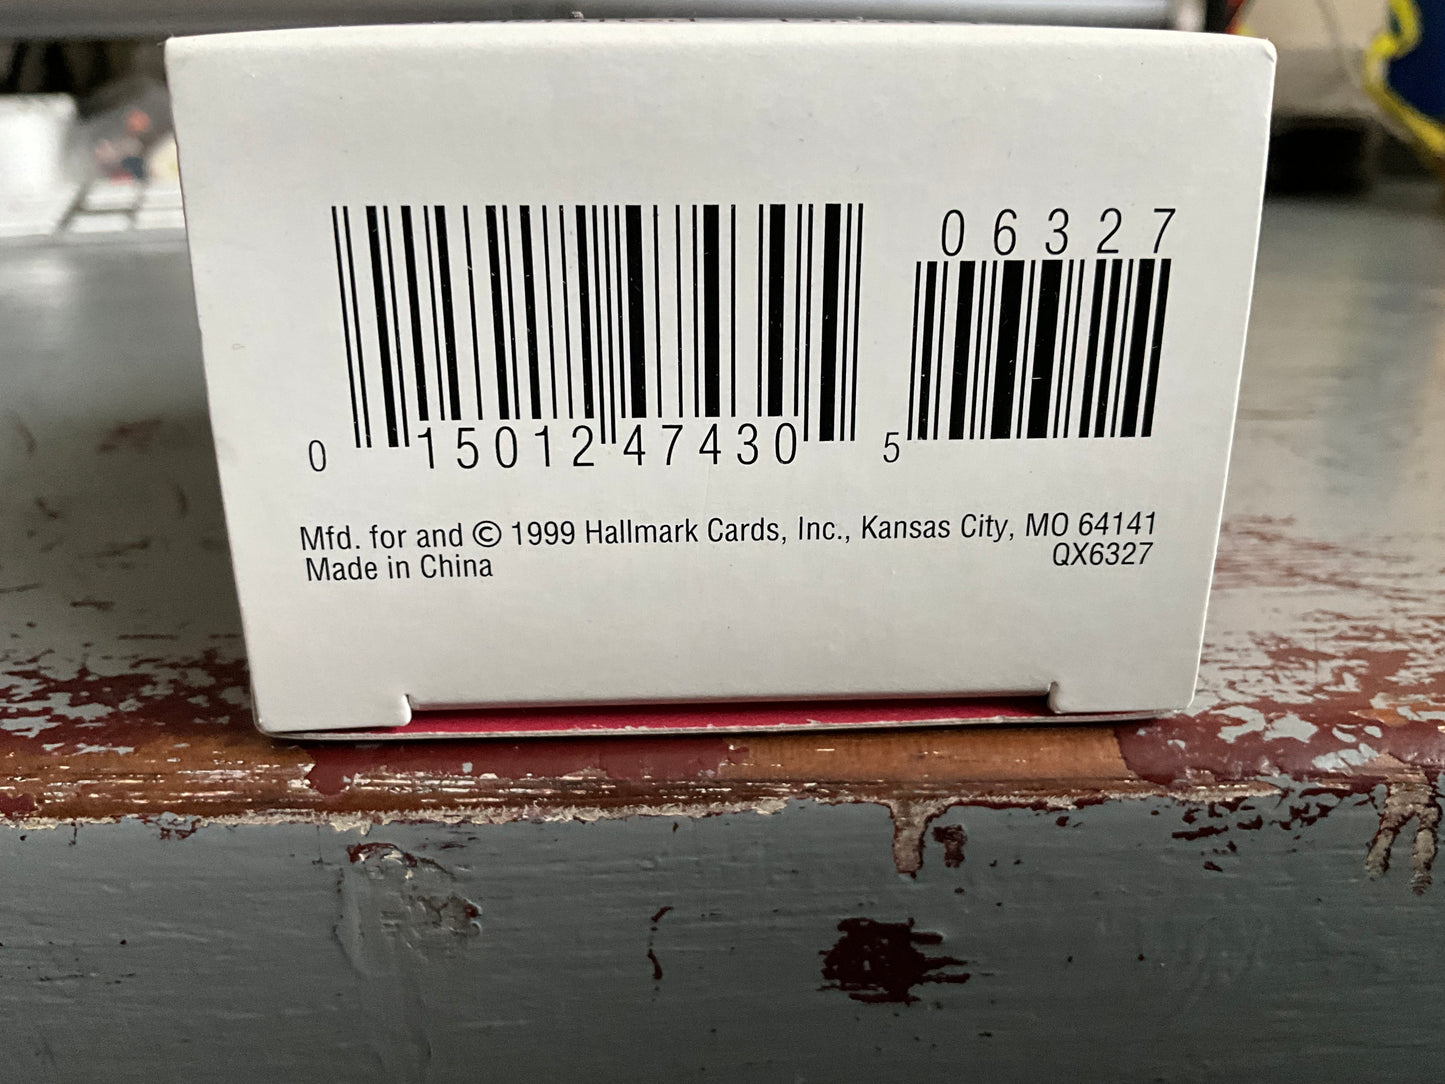 06327
0 15012 47430 5
Mfd. for and © 1999 Hallmark Cards, Inc., Kansas City, MO 64141
Made in China
QX6327